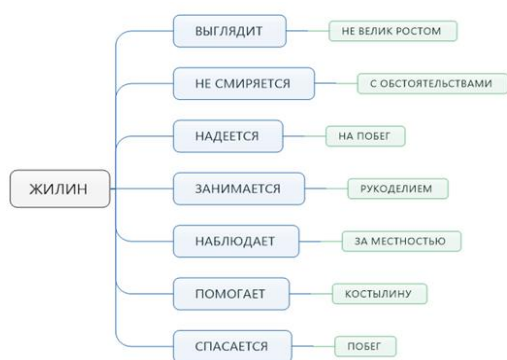 ВЫГЛЯДИТ
НЕ ВЕЛИК РОСТОМ
НЕ СМИРЯЕТСЯ
С ОБСТОЯТЕЛЬСТВАМИ
НАДЕЕТСЯ
НА ПОБЕГ
ЖИЛИН
ЗАНИМАЕТСЯ
РУКОДЕЛИЕМ
НАБЛЮДАЕТ
ЗА МЕСТНОСТЬЮ
ПОМОГАЕТ
КОСТЫЛИНУ
СПАСАЕТСЯ
ПОБЕГ